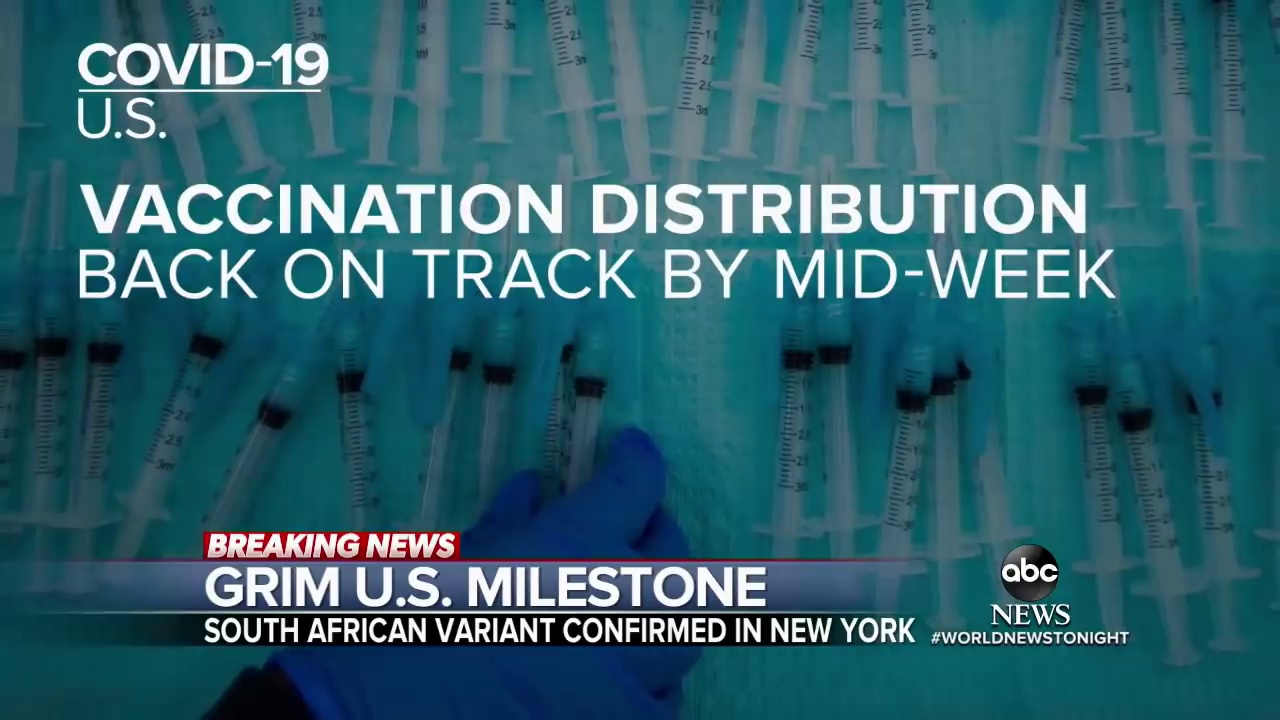 COVID-19
U.S.
VACCINATION DISTRIBUTION
BACK ON TRACK BY MID-WEEK
BREAKING NEWS
GRIM U.S. MILESTONE
SOUTH AFRICAN VARIANT CONFIRMED IN NEW YORK
abc
NEWS
#WORLDNEWSTONIGHT